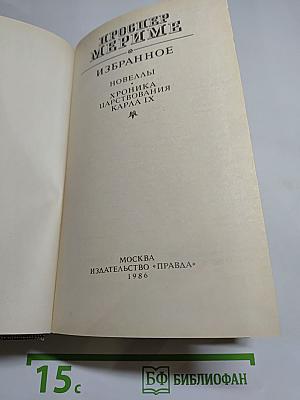 ПРОСПЕР
МЕРИМЕ
ИЗБРАННОЕ
НОВЕЛЛЫ
ХРОНИКА
ЦАРСТВОВАНИЯ
КАРЛА IX
МОСКВА
ИЗДАТЕЛЬСТВО «ПРАВДА»
1986
15с
БФ БИБЛИОФАН